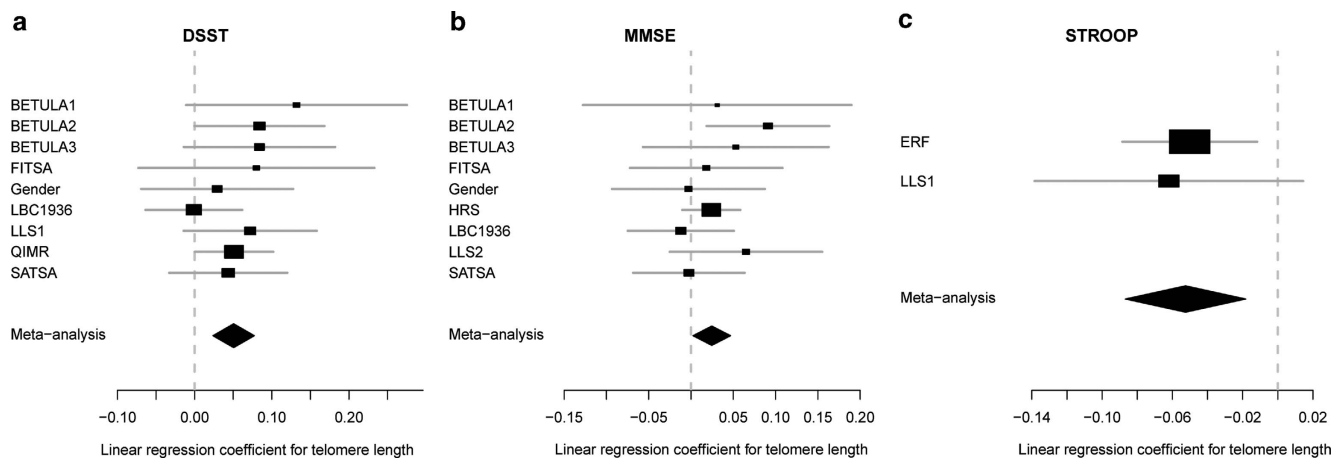 a
DSST
BETULA1
BETULA2
BETULA3
FITSA
Gender
LBC1936
LLS1
QIMR
SATSA
Meta−analysis
−0.10 0.00 0.10 0.20
Linear regression coefficient for telomere length
b
MMSE
BETULA1
BETULA2
BETULA3
FITSA
Gender
HRS
LBC1936
LLS2
SATSA
Meta−analysis
−0.15 −0.05 0.05 0.10 0.15 0.20
Linear regression coefficient for telomere length
c
STROOP
ERF
LLS1
Meta−analysis
−0.14 −0.10 −0.06 −0.02 0.02
Linear regression coefficient for telomere length